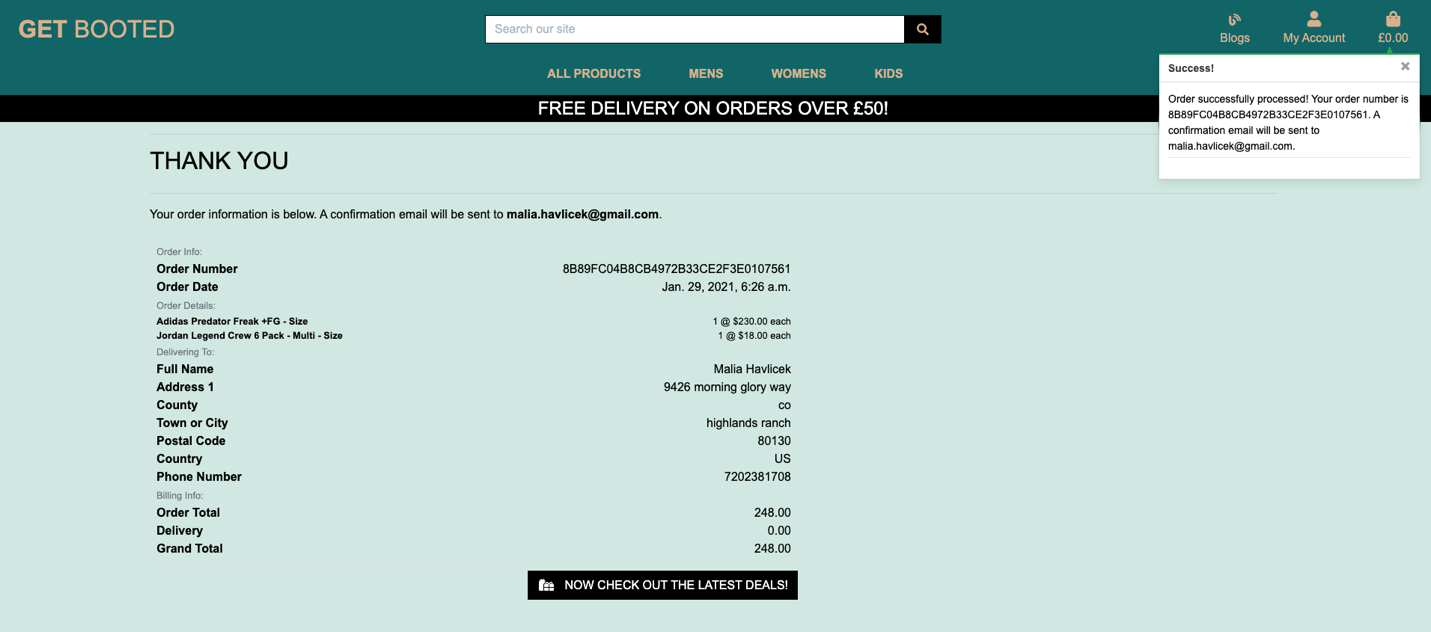 GET BOOTED
Search our site
Blogs
My Account
£0.00
ALL PRODUCTS
MENS
WOMENS
KIDS
FREE DELIVERY ON ORDERS OVER £50!
Success!
Order successfully processed! Your order number is
8B89FC04B8CB4972B33CE2F3E0107561. A
confirmation email will be sent to
malia.havlicek@gmail.com.
THANK YOU
Your order information is below. A confirmation email will be sent to malia.havlicek@gmail.com.
Order Info:
Order Number 8B89FC04B8CB4972B33CE2F3E0107561
Order Date Jan. 29, 2021, 6:26 a.m.
Order Details:
Adidas Predator Freak +FG - Size 1 @ $230.00 each
Jordan Legend Crew 6 Pack - Multi - Size 1 @ $18.00 each
Delivering To:
Full Name Malia Havlicek
Address 1 9426 morning glory way
County co
Town or City highlands ranch
Postal Code 80130
Country US
Phone Number 7202381708
Billing Info:
Order Total 248.00
Delivery 0.00
Grand Total 248.00
NOW CHECK OUT THE LATEST DEALS!